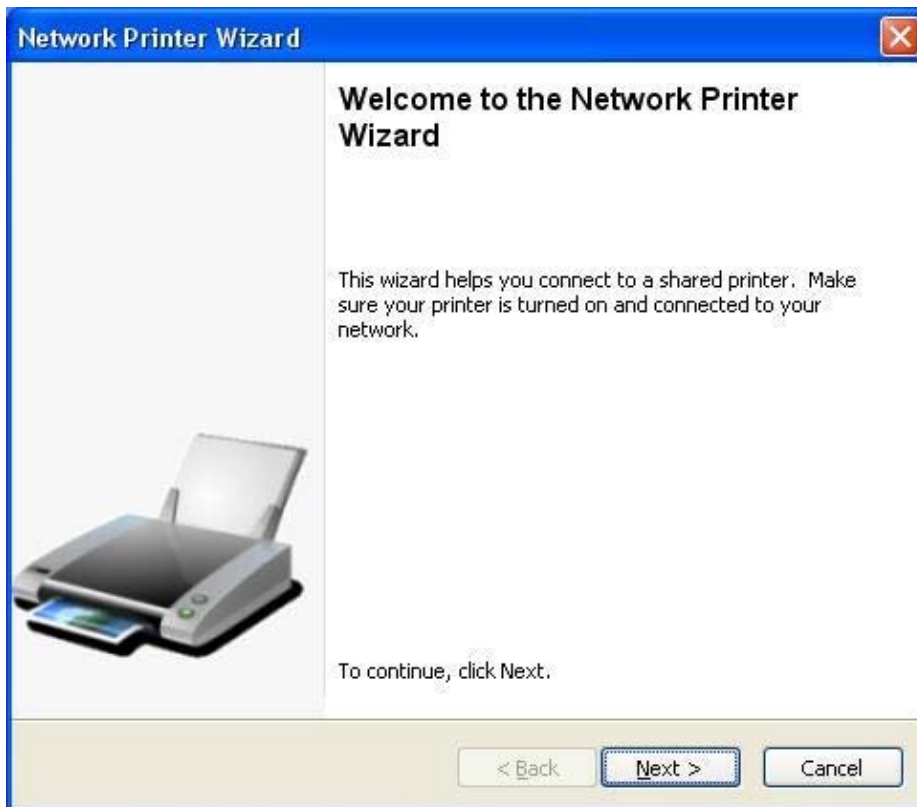 Network Printer Wizard
Welcome to the Network Printer
Wizard
This wizard helps you connect to a shared printer.  Make
sure your printer is turned on and connected to your
network.
To continue, click Next.
< Back
Next >
Cancel